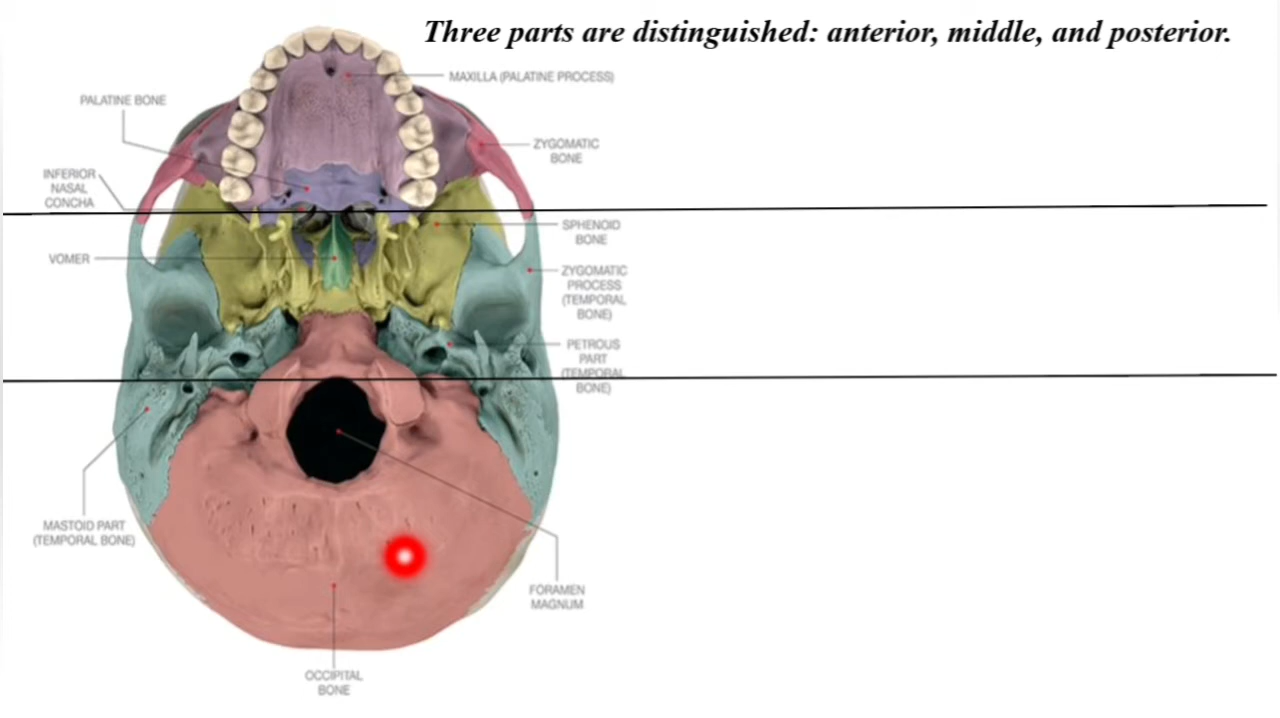 Three parts are distinguished: anterior, middle, and posterior.
MAXILLA (PALATINE PROCESS)
PALATINE BONE
ZYGOMATIC
BONE
INFERIOR
NASAL
CONCHA
SPHENOID
BONE
VOMER
ZYGOMATIC
PROCESS
(TEMPORAL
BONE)
PETROUS
PART
(TEMPORAL
BONE)
MASTOID PART
(TEMPORAL BONE)
FORAMEN
MAGNUM
OCCIPITAL
BONE